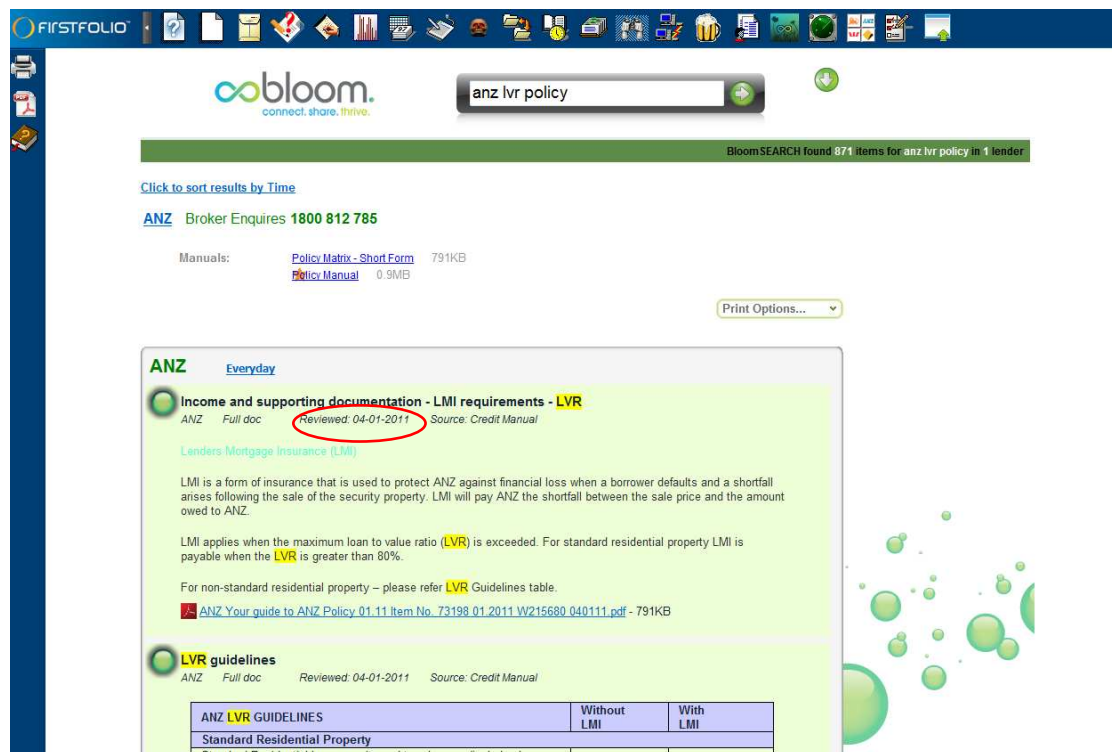 FIRSTFOLIO
bloom.
connect. share. thrive.
anz lvr policy
BloomSEARCH found 871 items for anz lvr policy in 1 lender
Click to sort results by Time
ANZ Broker Enquires 1800 812 785
Manuals: Policy Matrix - Short Form 791KB
Policy Manual 0.9MB
Print Options...
ANZ Everyday
Income and supporting documentation - LMI requirements - LVR
ANZ Full doc Reviewed: 04-01-2011 Source: Credit Manual
Lenders Mortgage Insurance (LMI)
LMI is a form of insurance that is used to protect ANZ against financial loss when a borrower defaults and a shortfall
arises following the sale of the security property. LMI will pay ANZ the shortfall between the sale price and the amount
owed to ANZ.
LMI applies when the maximum loan to value ratio (LVR) is exceeded. For standard residential property LMI is
payable when the LVR is greater than 80%.
For non-standard residential property – please refer LVR Guidelines table.
ANZ Your guide to ANZ Policy 01.11 Item No. 73198 01.2011 W215680 040111.pdf - 791KB
LVR guidelines
ANZ Full doc Reviewed: 04-01-2011 Source: Credit Manual
ANZ LVR GUIDELINES Without LMI With LMI
Standard Residential Property